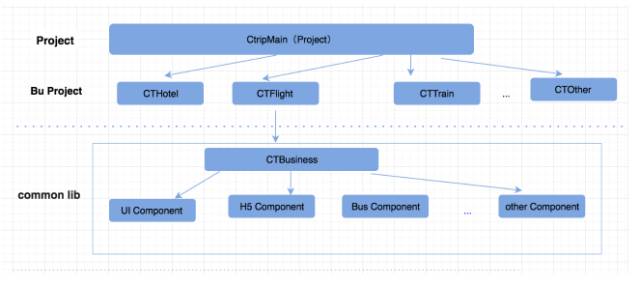 Project
CtripMain（Project）
Bu Project
CTHotel
CTFlight
CTTrain
...
CTOther
CTBusiness
common lib
UI Component
H5 Component
Bus Component
...
other Component